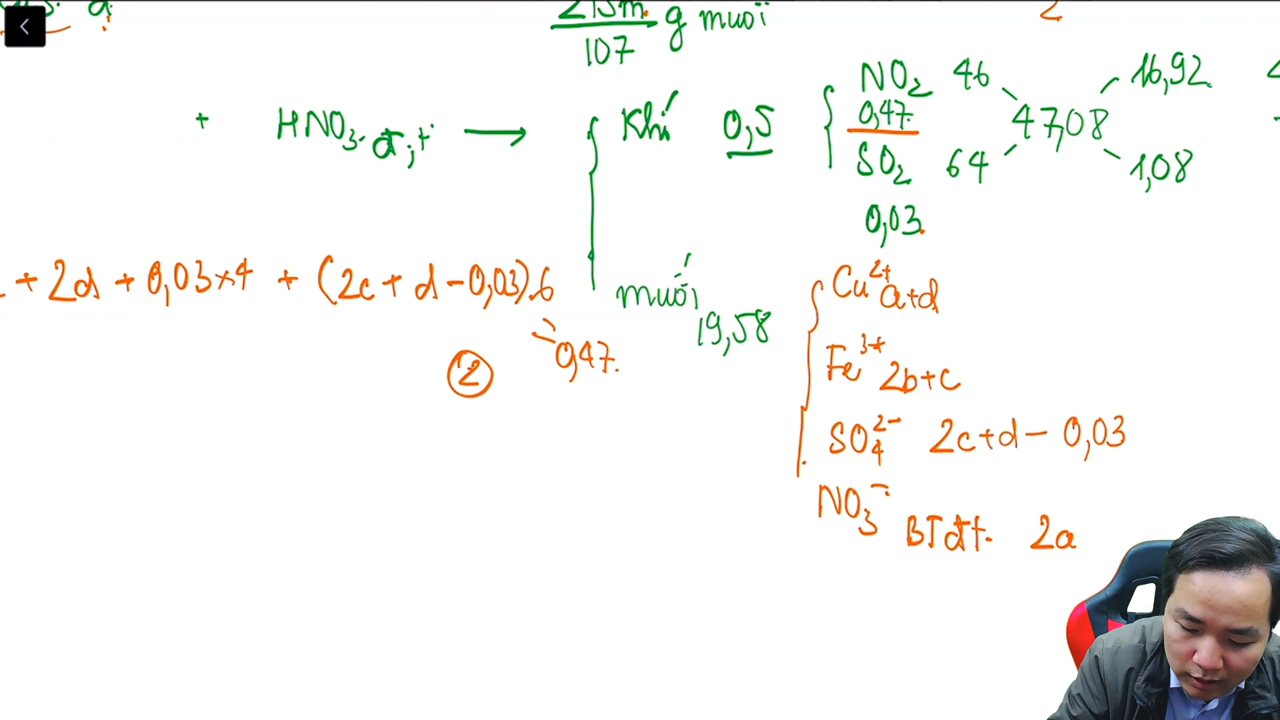 g muối
107
2
+ HNO₃ đ,t° → Khí 0,5
NO₂ 46 16,92
0,47
47,08
SO₂ 64 1,08
0,03
+ 2d + 0,03×4 + (2c + d − 0,03).6
= 0,47
②
muối 19,58
Cu²⁺ a+d
Fe³⁺ 2b+c
SO₄²⁻ 2c+d − 0,03
NO₃⁻ BTđt. 2a